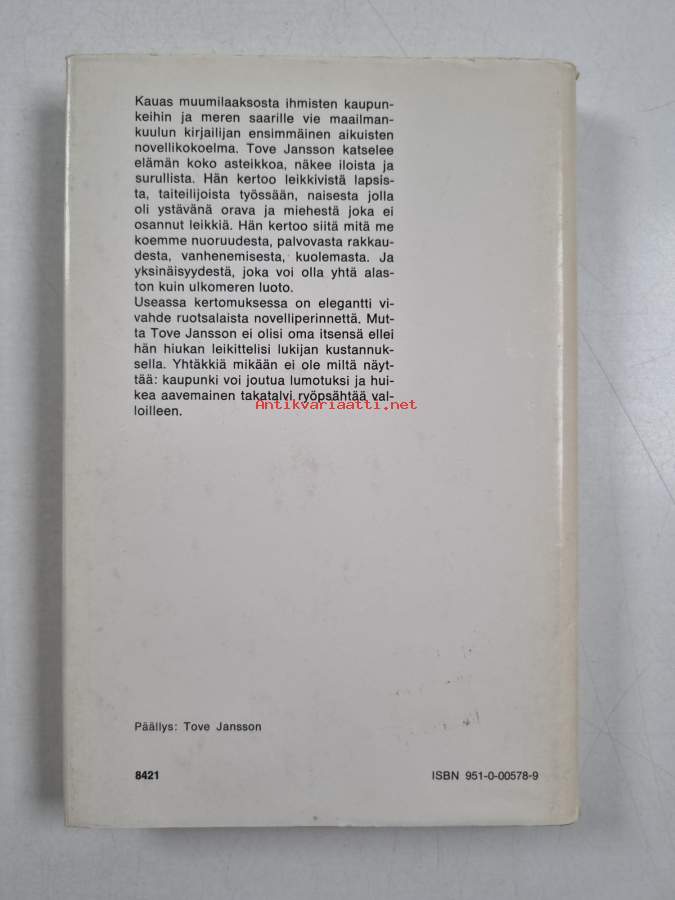 Kauas muumilaaksosta ihmisten kaupun-
keihin ja meren saarille vie maailman-
kuulun kirjailijan ensimmäinen aikuisten
novellikokoelma. Tove Jansson katselee
elämän koko asteikkoa, näkee iloista ja
surullista. Hän kertoo leikkivistä lapsis-
ta, taiteilijoista työssään, naisesta jolla
oli ystävänä orava ja miehestä joka ei
osannut leikkiä. Hän kertoo siitä mitä me
koemme nuoruudesta, palvovasta rakkau-
desta, vanhenemisesta, kuolemasta. Ja
yksinäisyydestä, joka voi olla yhtä alas-
ton kuin ulkomeren luoto.
Useassa kertomuksessa on elegantti vi-
vahde ruotsalaista novelliperinnettä. Mut-
ta Tove Jansson ei olisi oma itsensä ellei
hän hiukan leikittelisi lukijan kustannuk-
sella. Yhtäkkiä mikään ei ole miltä näyt-
tää: kaupunki voi joutua lumotuksi ja hui-
kea aavemainen takatalvi ryöpsähtää val-
loilleen.
Antikvariaatti.net
Päällys: Tove Jansson
8421
ISBN 951-0-00578-9